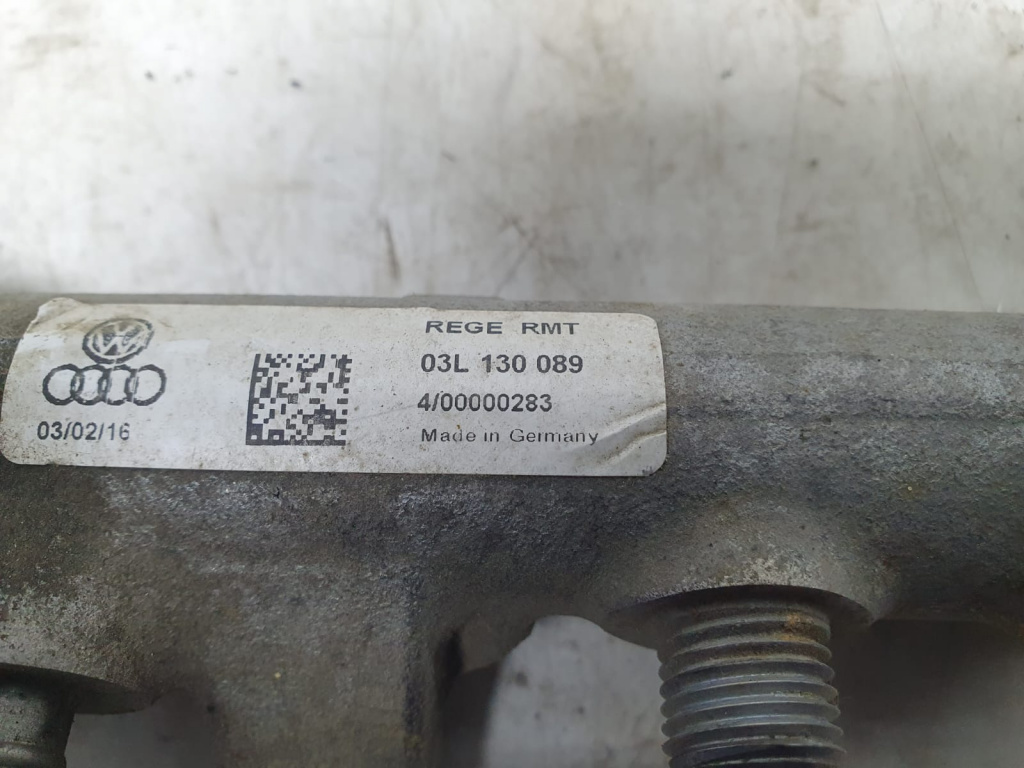 REGE RMT
03L 130 089
4/00000283
Made in Germany
03/02/16